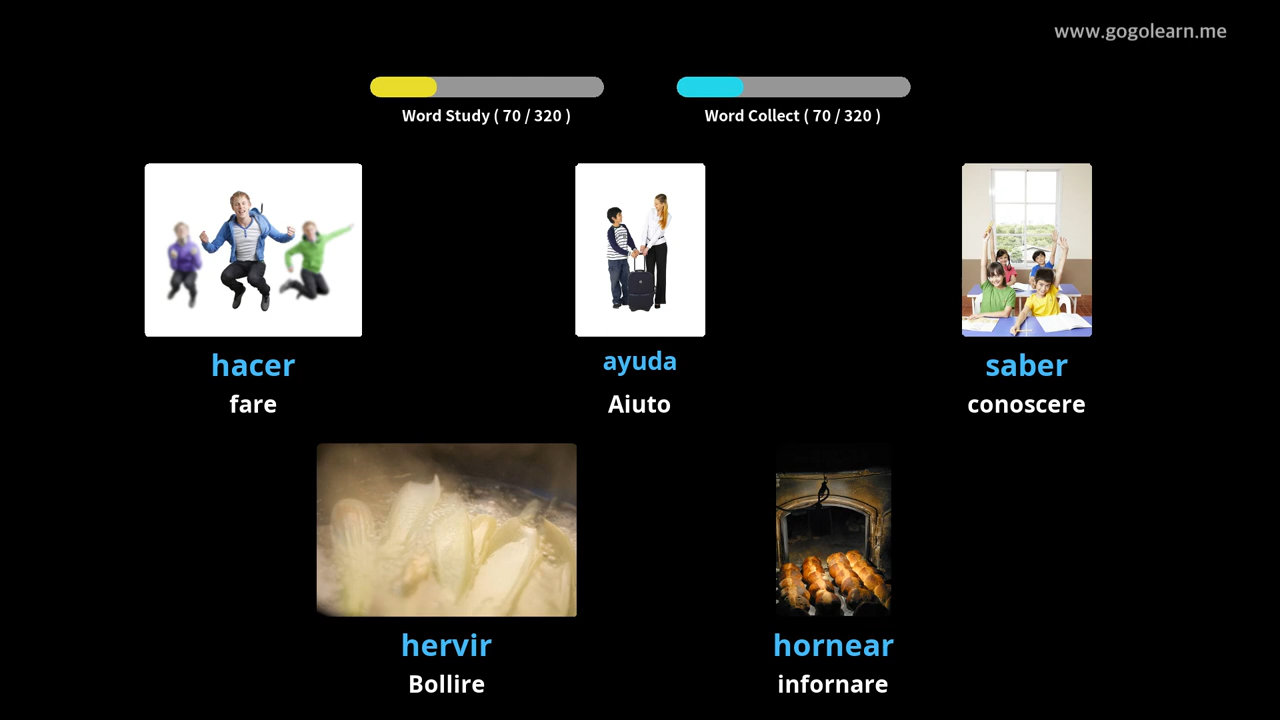 www.gogolearn.me
Word Study ( 70 / 320 )
Word Collect ( 70 / 320 )
hacer
fare
ayuda
Aiuto
saber
conoscere
hervir
Bollire
hornear
infornare